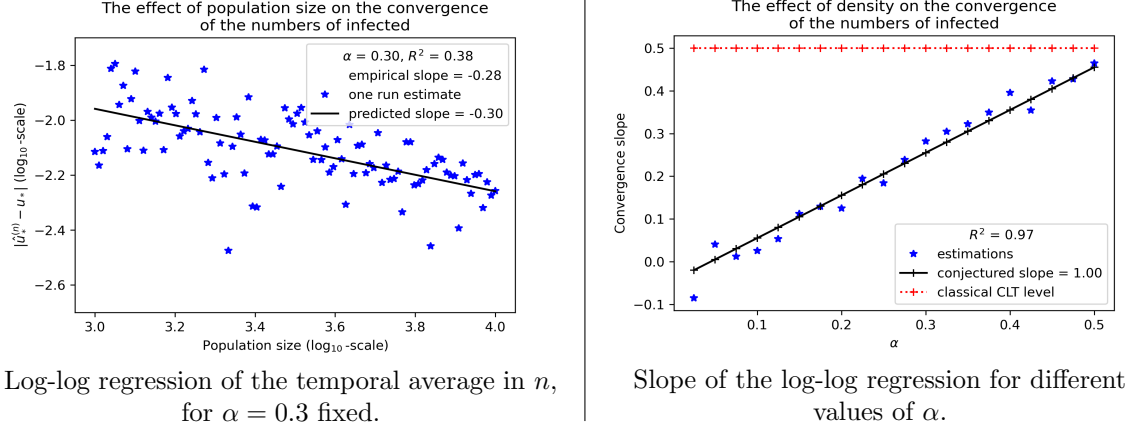 The effect of population size on the convergence
of the numbers of infected
α = 0.30, R² = 0.38
empirical slope = -0.28
one run estimate
predicted slope = -0.30
|û⁎⁽ⁿ⁾ − u⁎| (log₁₀-scale)
−1.8
−2.0
−2.2
−2.4
−2.6
3.0 3.2 3.4 3.6 3.8 4.0
Population size (log₁₀-scale)
Log-log regression of the temporal average in n,
for α = 0.3 fixed.
The effect of density on the convergence
of the numbers of infected
Convergence slope
0.5
0.4
0.3
0.2
0.1
0.0
−0.1
R² = 0.97
estimations
conjectured slope = 1.00
classical CLT level
0.1 0.2 0.3 0.4 0.5
α
Slope of the log-log regression for different
values of α.